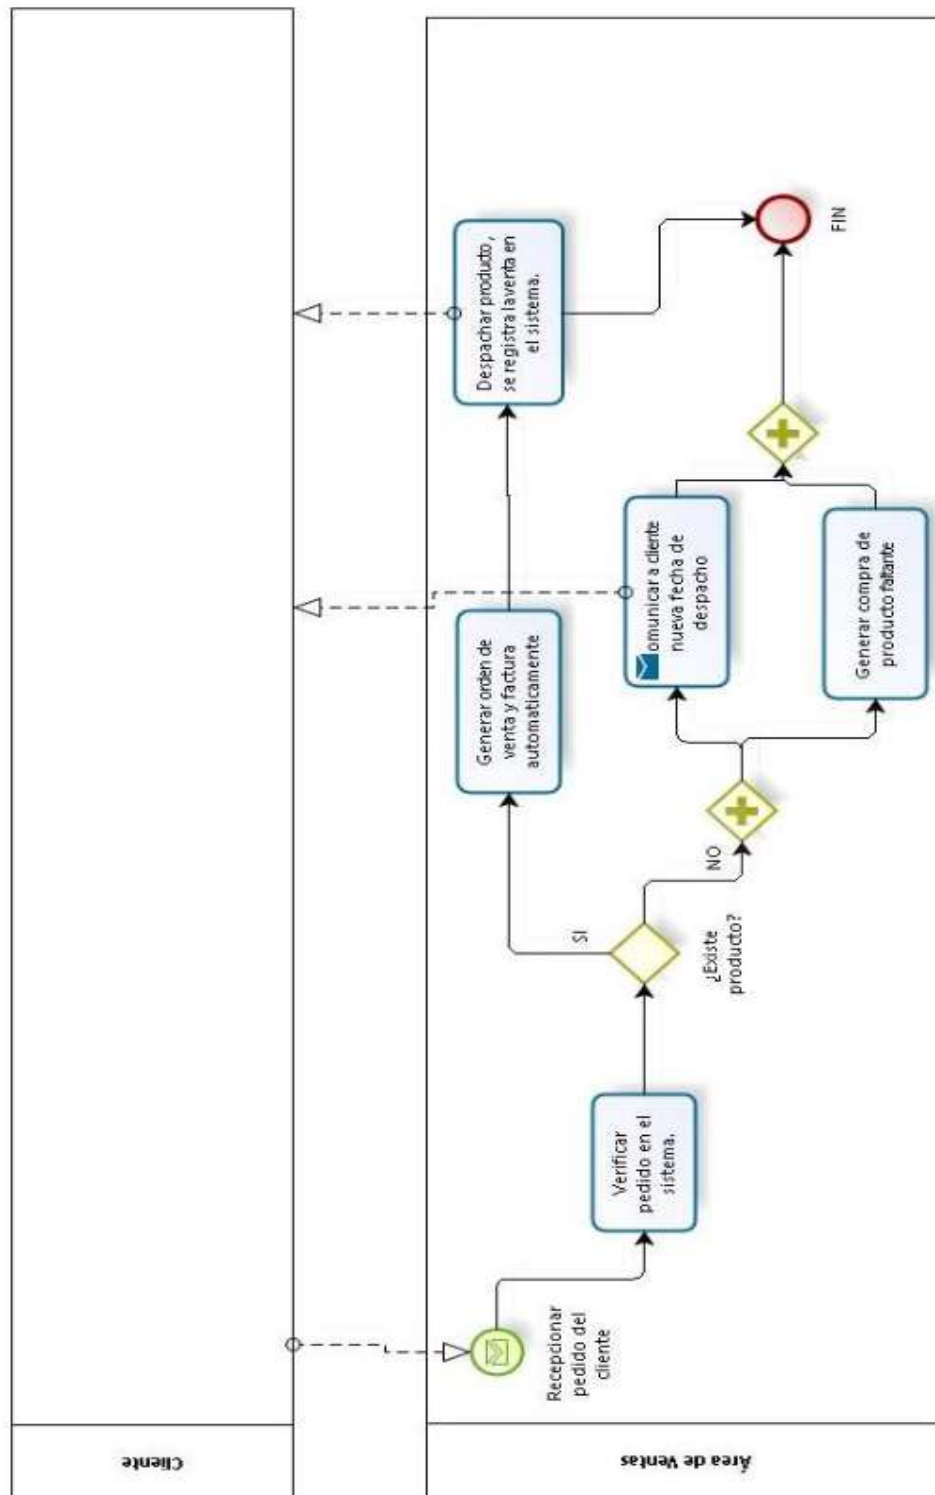 Cliente
Área de Ventas
Recepcionar
pedido del
cliente
Verificar
pedido en el
sistema.
¿Existe
producto?
SI
NO
Generar orden de
venta y factura
automaticamente
omunicar a cliente
nueva fecha de
despacho
Generar compra de
producto faltante
Despachar producto,
se registra la venta en
el sistema.
FIN